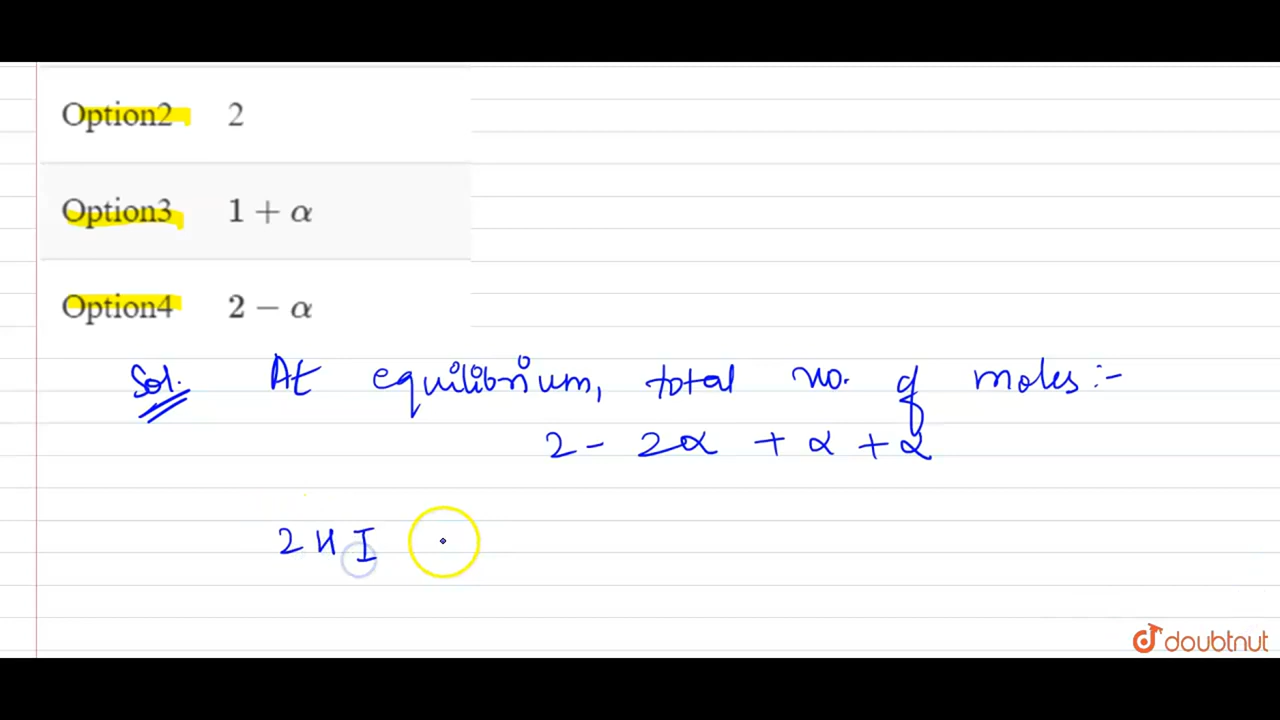 Option2 2
Option3 1 + α
Option4 2 − α
Sol. At equilibrium, total no. of moles :-
2 - 2α + α + α
2HI
doubtnut